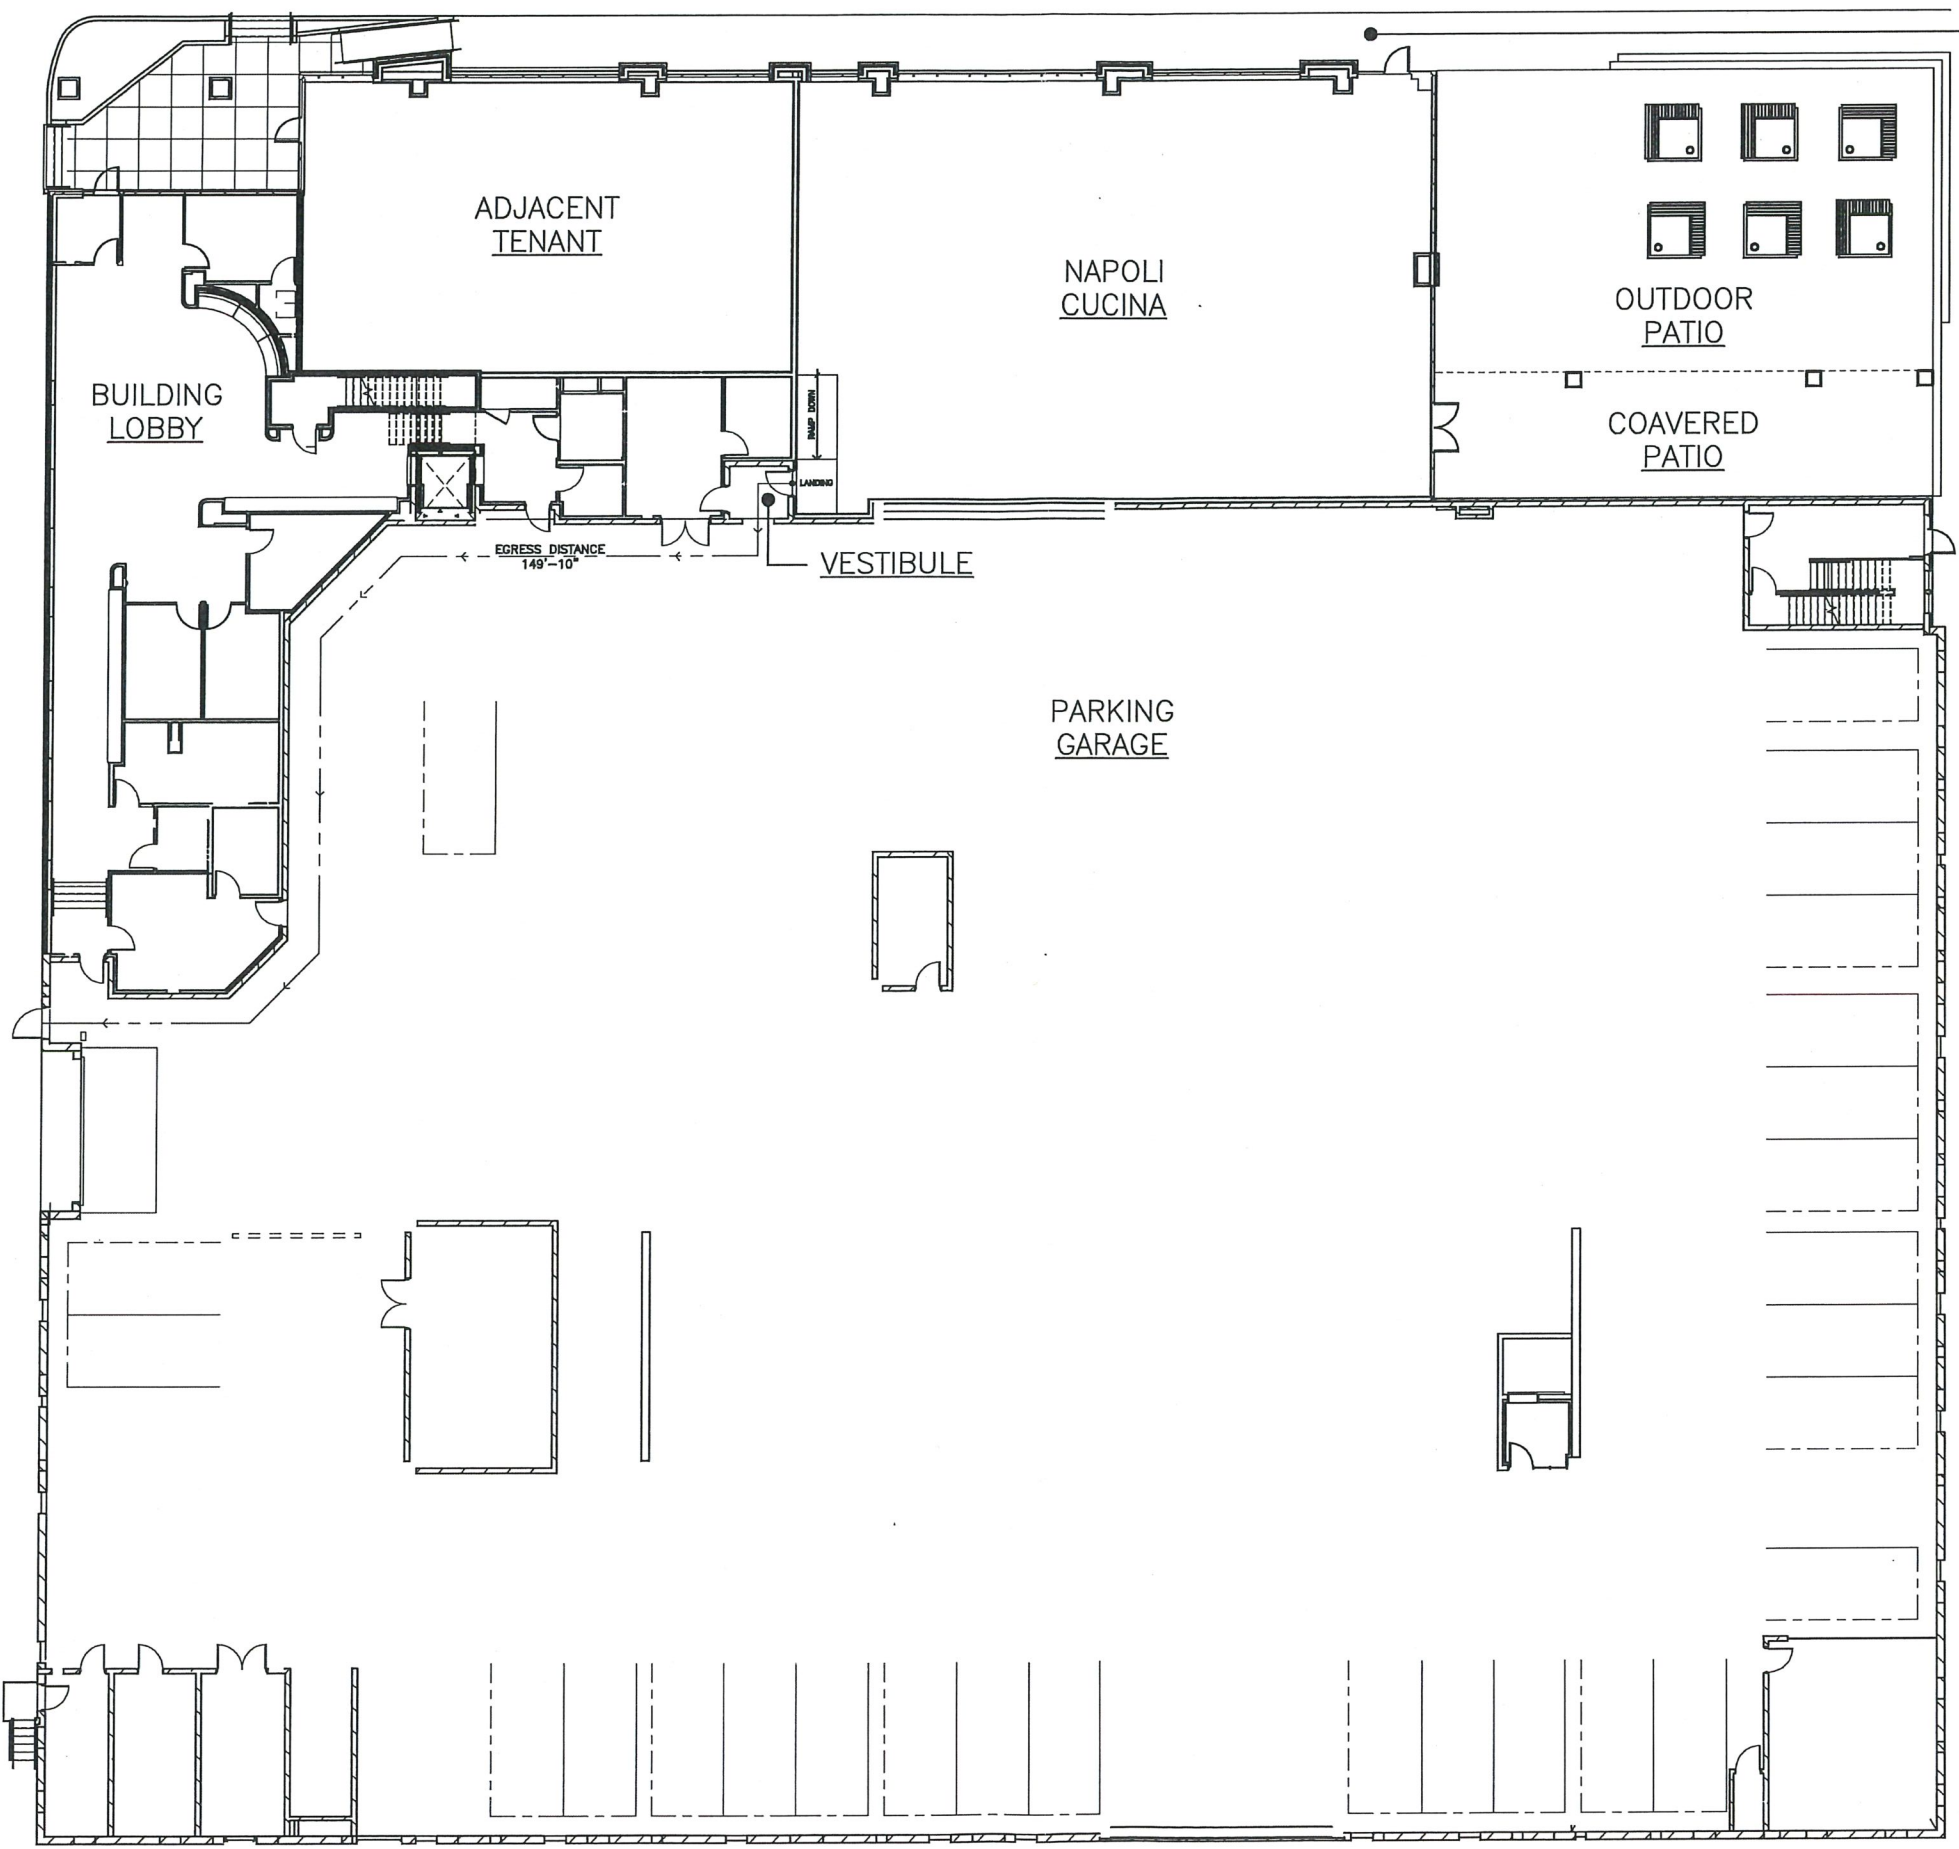 ADJACENT
TENANT
NAPOLI
CUCINA
OUTDOOR
PATIO
BUILDING
LOBBY
RAMP DOWN
COAVERED
PATIO
LANDING
EGRESS DISTANCE
149'-10"
VESTIBULE
PARKING
GARAGE